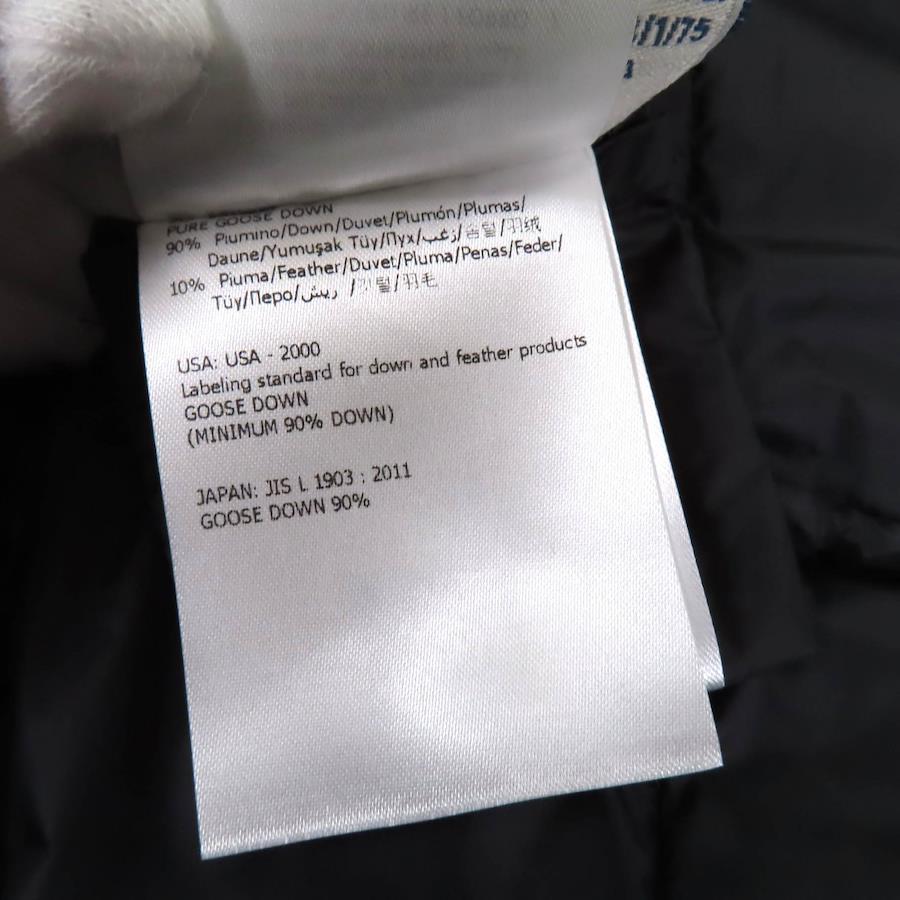 /1/75
PURE GOOSE DOWN
90% Piumino/Down/Duvet/Plumón/Plumas/
Daune/Yumuşak Tüy/Пух/زغب/솜털/羽绒
10% Piuma/Feather/Duvet/Pluma/Penas/Feder/
Tüy/Перо/ريش /깃털/羽毛
USA: USA - 2000
Labeling standard for down and feather products
GOOSE DOWN
(MINIMUM 90% DOWN)
JAPAN: JIS L 1903 : 2011
GOOSE DOWN 90%